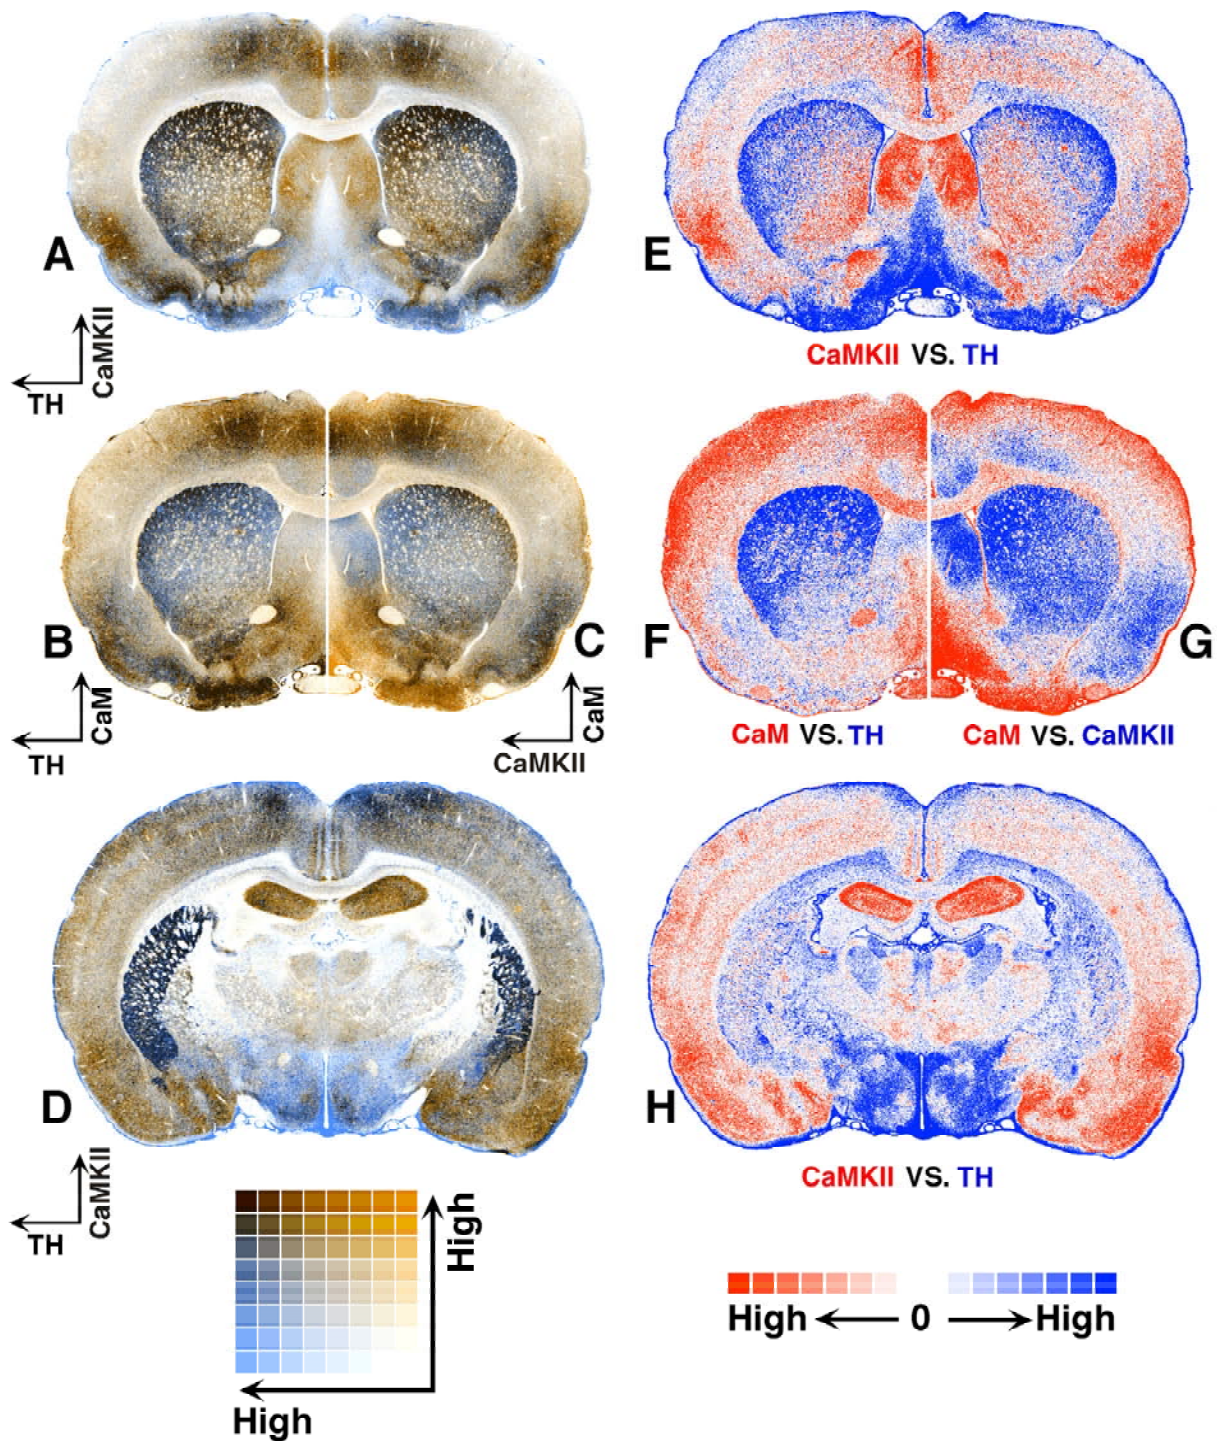 A
CaMKII
TH
E
CaMKII VS. TH
B
CaM
TH
C
CaM
CaMKII
F
G
CaM VS. TH
CaM VS. CaMKII
D
CaMKII
TH
H
CaMKII VS. TH
High
High
High 0 High